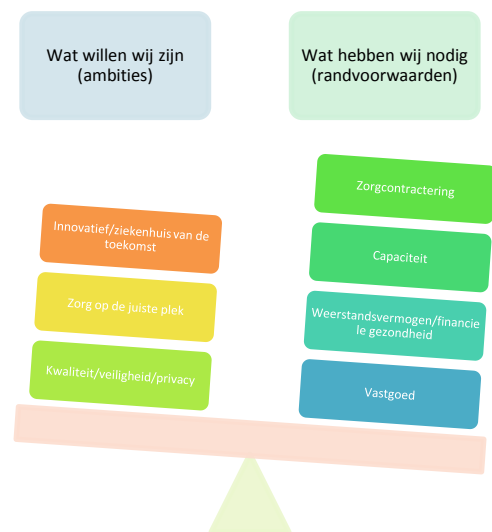 Wat willen wij zijn
(ambities)
Wat hebben wij nodig
(randvoorwaarden)
Innovatief/ziekenhuis van de
toekomst
Zorg op de juiste plek
Kwaliteit/veiligheid/privacy
Zorgcontractering
Capaciteit
Weerstandsvermogen/financie
le gezondheid
Vastgoed